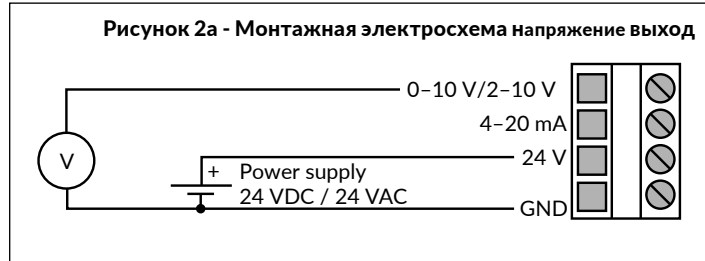 Рисунок 2a - Монтажная электросхема напряжение выход
0–10 V/2–10 V
4–20 mA
V
24 V
+ Power supply
24 VDC / 24 VAC
GND